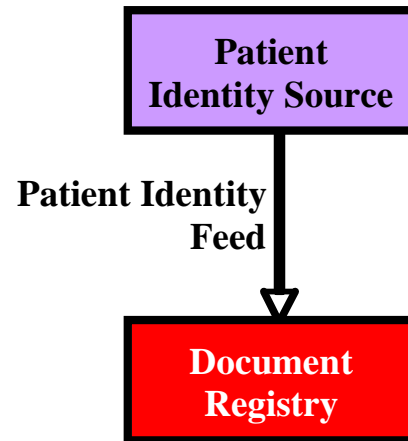 Patient
Identity Source
Patient Identity
Feed
Document
Registry